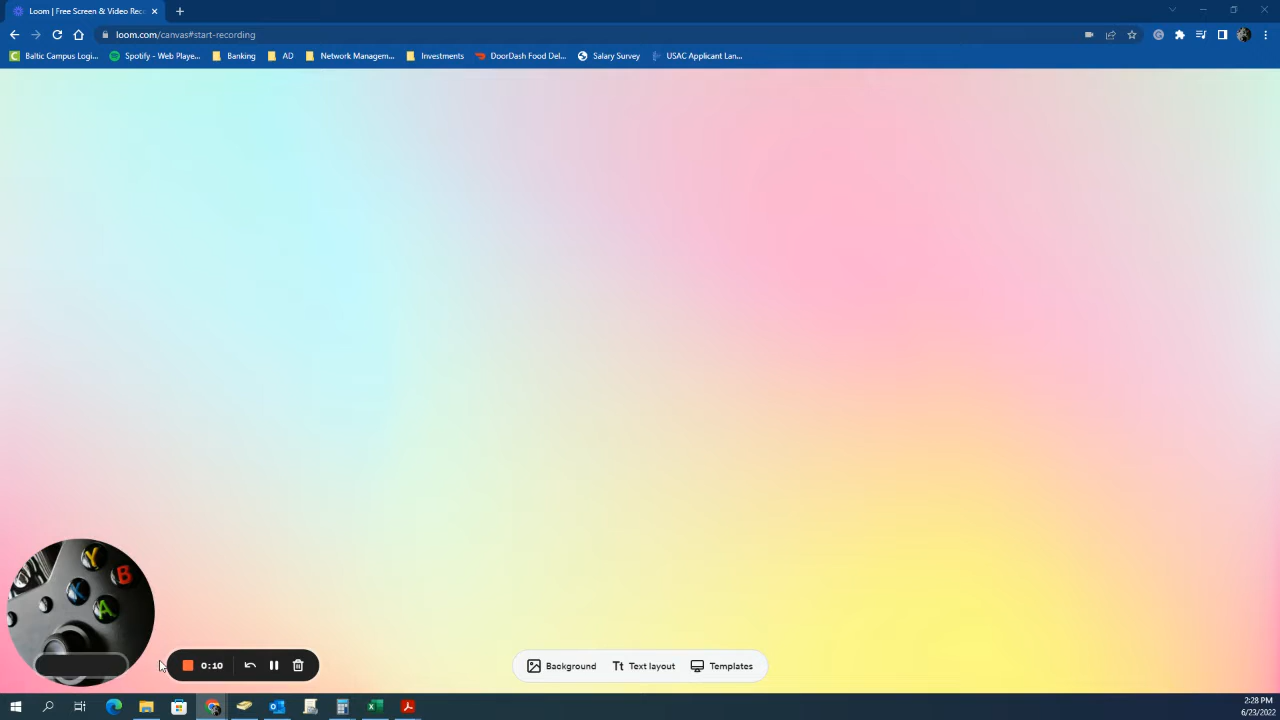 Loom | Free Screen & Video Rec
loom.com/canvas#start-recording
Baltic Campus Logi... Spotify - Web Playe... Banking AD Network Managem... Investments DoorDash Food Del... Salary Survey USAC Applicant Lan...
Y
B
X
A
0:10
Background Tt Text layout Templates
2:28 PM
6/23/2022